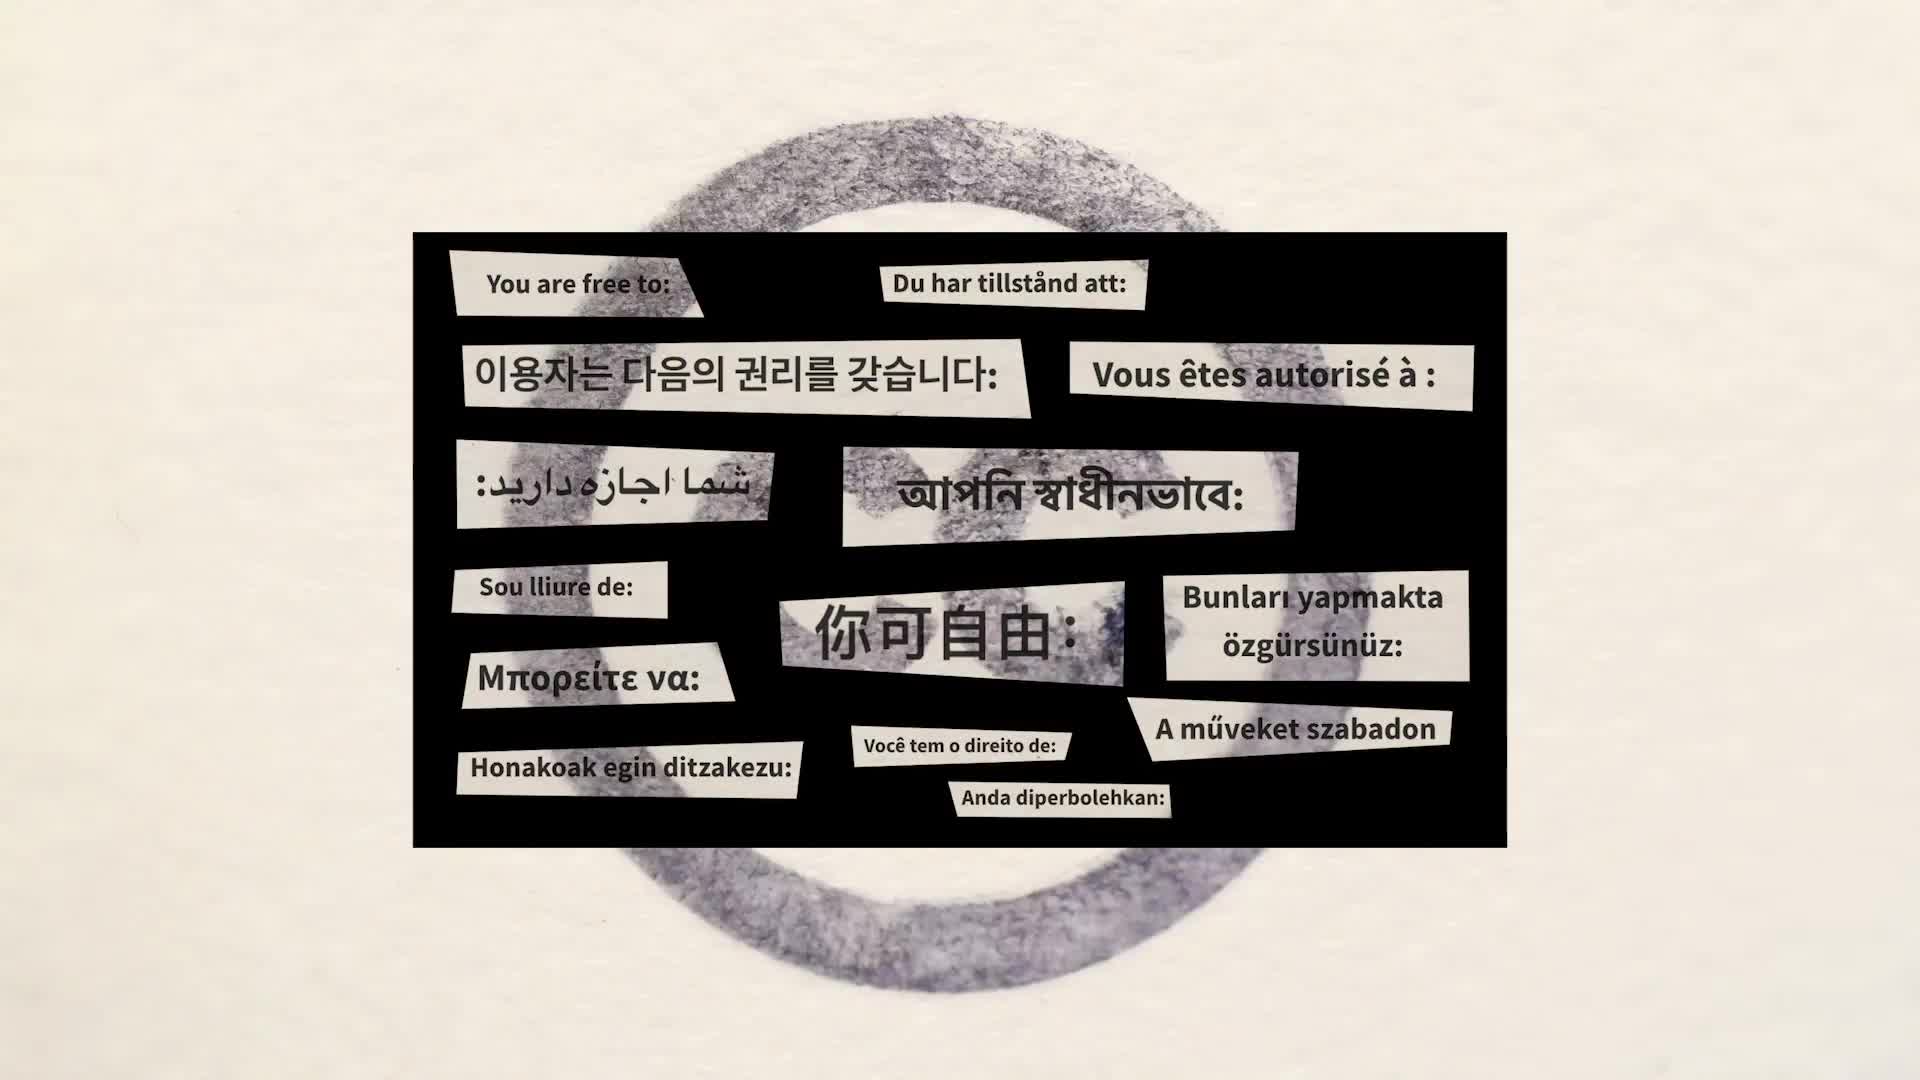 You are free to:
Du har tillstånd att:
이용자는 다음의 권리를 갖습니다:
Vous êtes autorisé à :
شما اجازه دارید:
আপনি স্বাধীনভাবে:
Sou lliure de:
你可自由：
Bunları yapmakta
özgürsünüz:
Μπορείτε να:
A műveket szabadon
Você tem o direito de:
Honakoak egin ditzakezu:
Anda diperbolehkan: